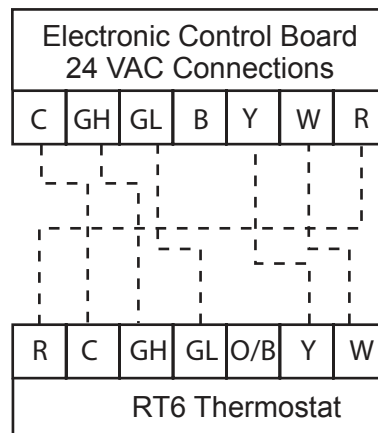 Electronic Control Board
24 VAC Connections
C GH GL B Y W R
R C GH GL O/B Y W
RT6 Thermostat